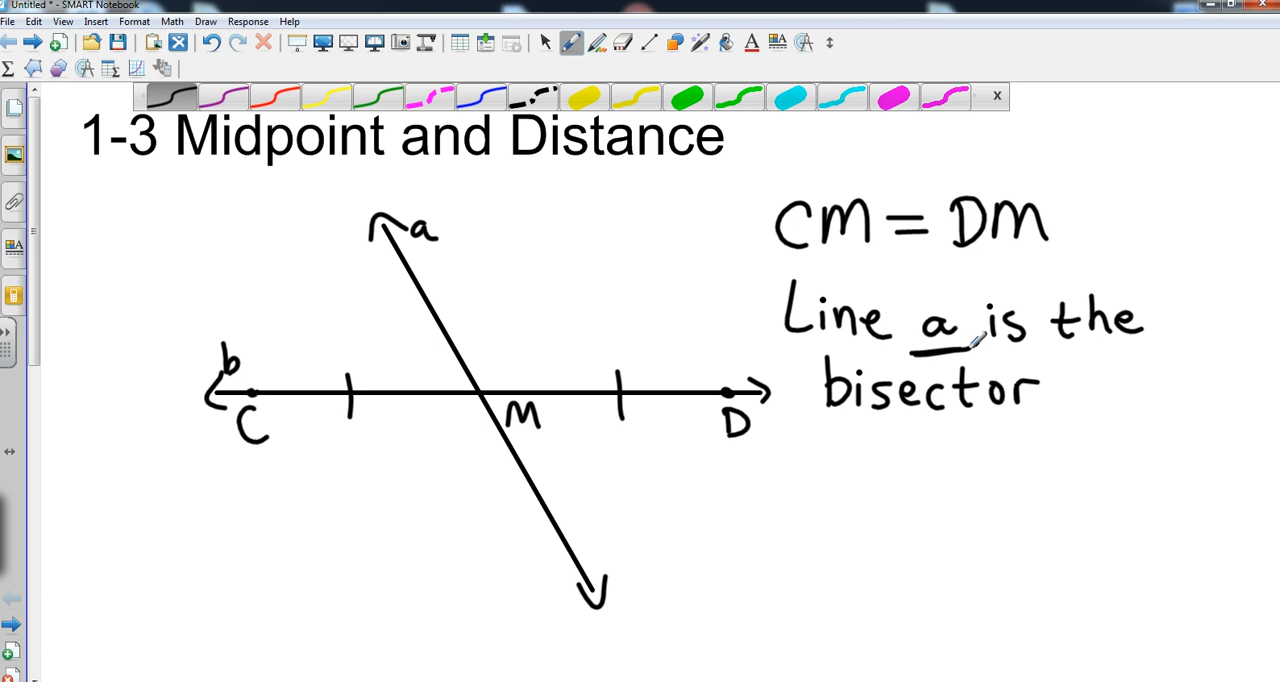 Untitled * - SMART Notebook
File Edit View Insert Format Math Draw Response Help
1-3 Midpoint and Distance
a
CM = DM
Line a is the
bisector
b
C
M
D